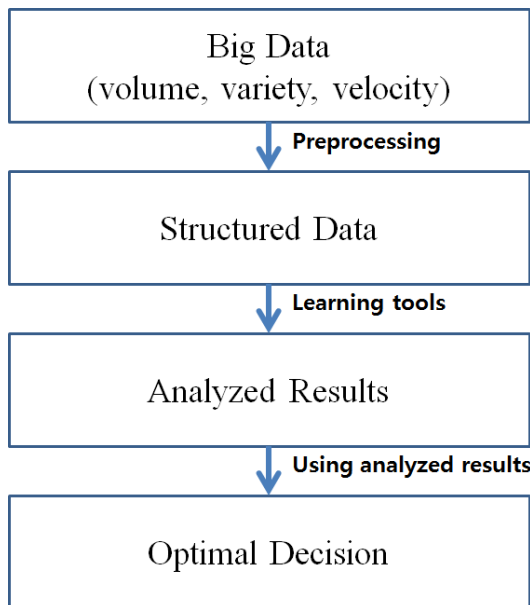 Big Data
(volume, variety, velocity)
Preprocessing
Structured Data
Learning tools
Analyzed Results
Using analyzed results
Optimal Decision